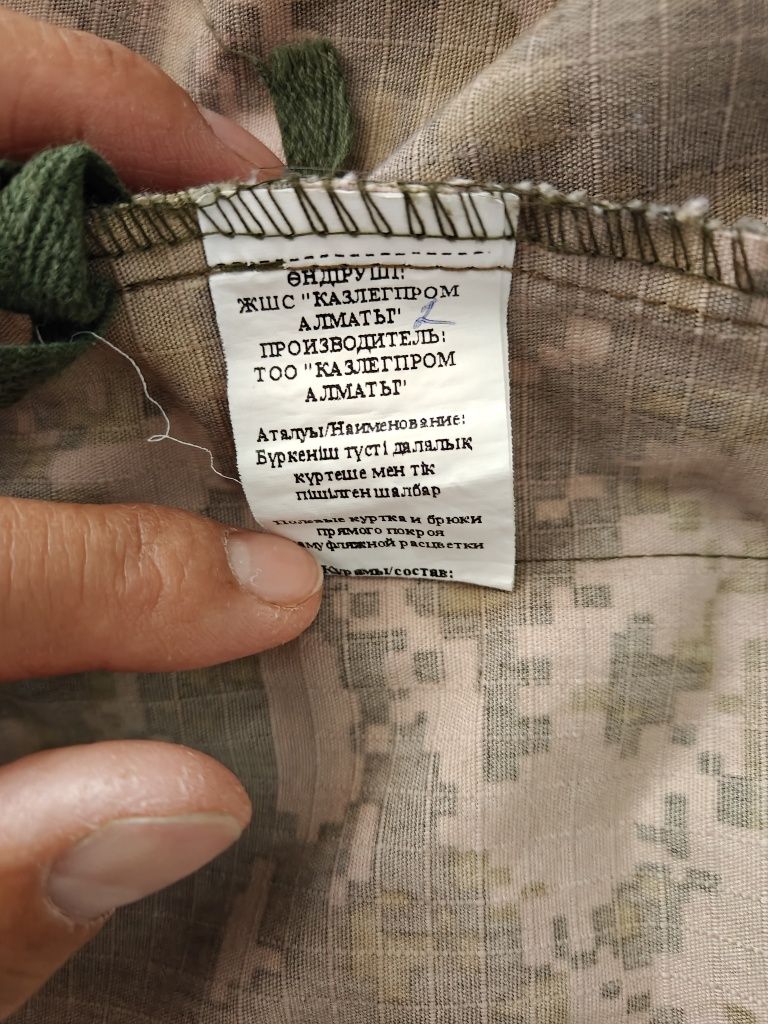 ӨНДІРУШІ:
ЖШС "КАЗЛЕГПРОМ
АЛМАТЫ"
2
ПРОИЗВОДИТЕЛЬ:
ТОО "КАЗЛЕГПРОМ
АЛМАТЫ"
Аталуы/Наименование:
Бүркеніш түсті далалық
күртеше мен тік
пішілген шалбар
Полевые куртка и брюки
прямого покроя
камуфляжной расцветки
Құрамы/состав: